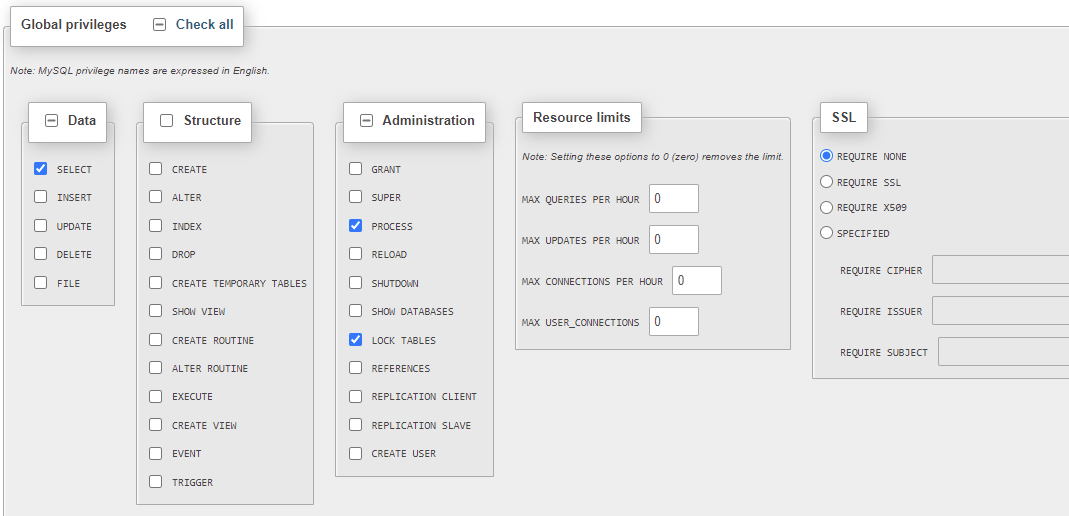 Global privileges Check all
Note: MySQL privilege names are expressed in English.
Data
SELECT
INSERT
UPDATE
DELETE
FILE
Structure
CREATE
ALTER
INDEX
DROP
CREATE TEMPORARY TABLES
SHOW VIEW
CREATE ROUTINE
ALTER ROUTINE
EXECUTE
CREATE VIEW
EVENT
TRIGGER
Administration
GRANT
SUPER
PROCESS
RELOAD
SHUTDOWN
SHOW DATABASES
LOCK TABLES
REFERENCES
REPLICATION CLIENT
REPLICATION SLAVE
CREATE USER
Resource limits
Note: Setting these options to 0 (zero) removes the limit.
MAX QUERIES PER HOUR 0
MAX UPDATES PER HOUR 0
MAX CONNECTIONS PER HOUR 0
MAX USER_CONNECTIONS 0
SSL
REQUIRE NONE
REQUIRE SSL
REQUIRE X509
SPECIFIED
REQUIRE CIPHER
REQUIRE ISSUER
REQUIRE SUBJECT